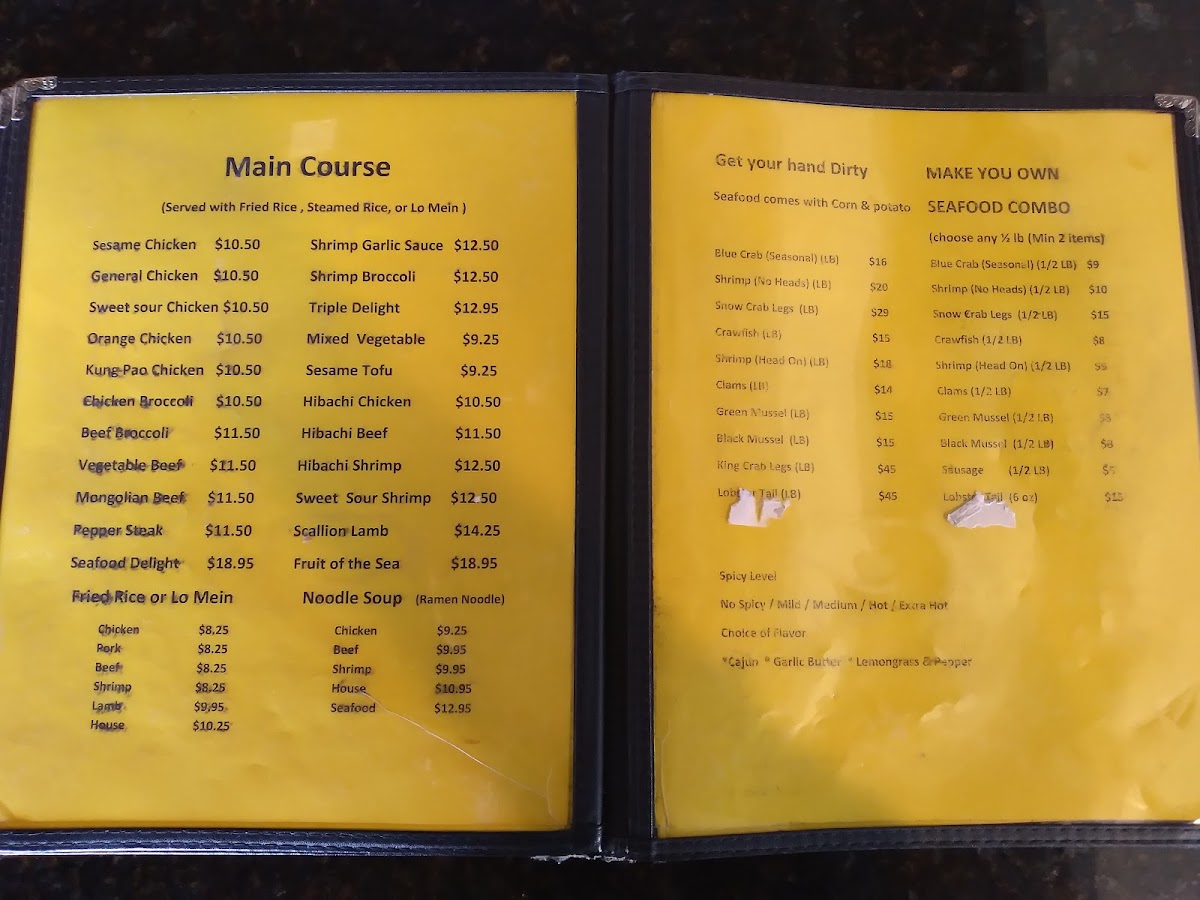 Main Course
(Served with Fried Rice , Steamed Rice, or Lo Mein )
Sesame Chicken $10.50
General Chicken $10.50
Sweet sour Chicken $10.50
Orange Chicken $10.50
Kung Pao Chicken $10.50
Chicken Broccoli $10.50
Beef Broccoli $11.50
Vegetable Beef $11.50
Mongolian Beef $11.50
Pepper Steak $11.50
Seafood Delight $18.95
Shrimp Garlic Sauce $12.50
Shrimp Broccoli $12.50
Triple Delight $12.95
Mixed Vegetable $9.25
Sesame Tofu $9.25
Hibachi Chicken $10.50
Hibachi Beef $11.50
Hibachi Shrimp $12.50
Sweet Sour Shrimp $12.50
Scallion Lamb $14.25
Fruit of the Sea $18.95
Fried Rice or Lo Mein
Chicken $8,25
Pork $8.25
Beef $8.25
Shrimp $8,25
Lamb $9,95
House $10.25
Noodle Soup (Ramen Noodle)
Chicken $9.25
Beef $9.95
Shrimp $9.95
House $10.95
Seafood $12.95
Get your hand Dirty
Seafood comes with Corn & potato
Blue Crab (Seasonal) (LB) $16
Shrimp (No Heads) (LB) $20
Snow Crab Legs (LB) $29
Crawfish (LB) $15
Shrimp (Head On) (LB) $18
Clams (LB) $14
Green Mussel (LB) $15
Black Mussel (LB) $15
King Crab Legs (LB) $45
Lobster Tail (LB) $45
MAKE YOU OWN
SEAFOOD COMBO
(choose any ½ lb (Min 2 items)
Blue Crab (Seasonal) (1/2 LB) $9
Shrimp (No Heads) (1/2 LB) $10
Snow Crab Legs (1/2 LB) $15
Crawfish (1/2 LB) $8
Shrimp (Head On) (1/2 LB)
Clams (1/2 LB) $7
Green Mussel (1/2 LB)
Black Mussel (1/2 LB) $8
Sausage (1/2 LB)
Lobster Tail (6 oz) $15
Spicy Level
No Spicy / Mild / Medium / Hot / Exra Hot
Choice of Flavor
*Cajun * Garlic Butter * Lemongrass & Pepper